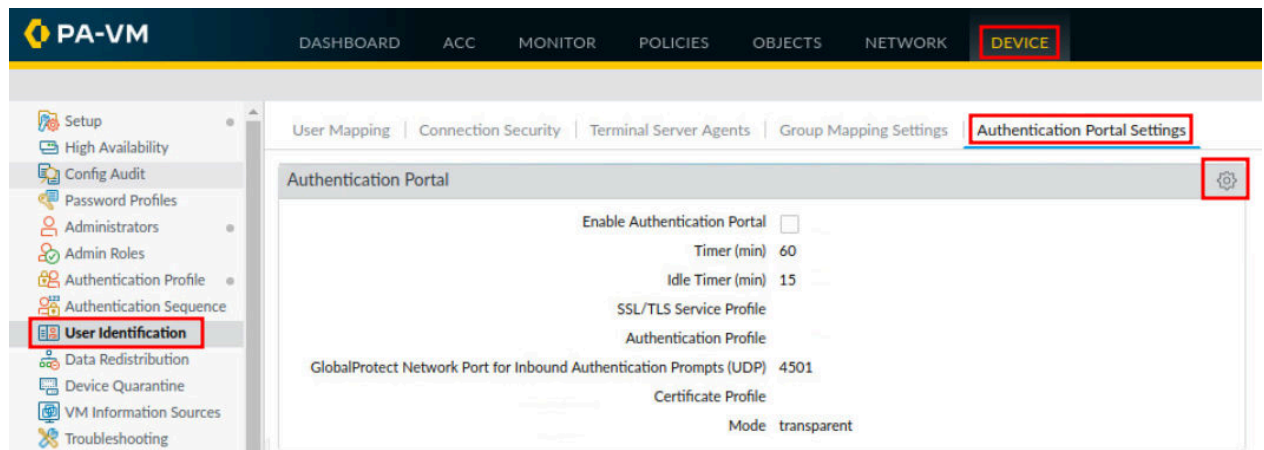 PA-VM
DASHBOARD ACC MONITOR POLICIES OBJECTS NETWORK DEVICE
Setup
High Availability
Config Audit
Password Profiles
Administrators
Admin Roles
Authentication Profile
Authentication Sequence
User Identification
Data Redistribution
Device Quarantine
VM Information Sources
Troubleshooting
User Mapping | Connection Security | Terminal Server Agents | Group Mapping Settings | Authentication Portal Settings
Authentication Portal
Enable Authentication Portal
Timer (min) 60
Idle Timer (min) 15
SSL/TLS Service Profile
Authentication Profile
GlobalProtect Network Port for Inbound Authentication Prompts (UDP) 4501
Certificate Profile
Mode transparent